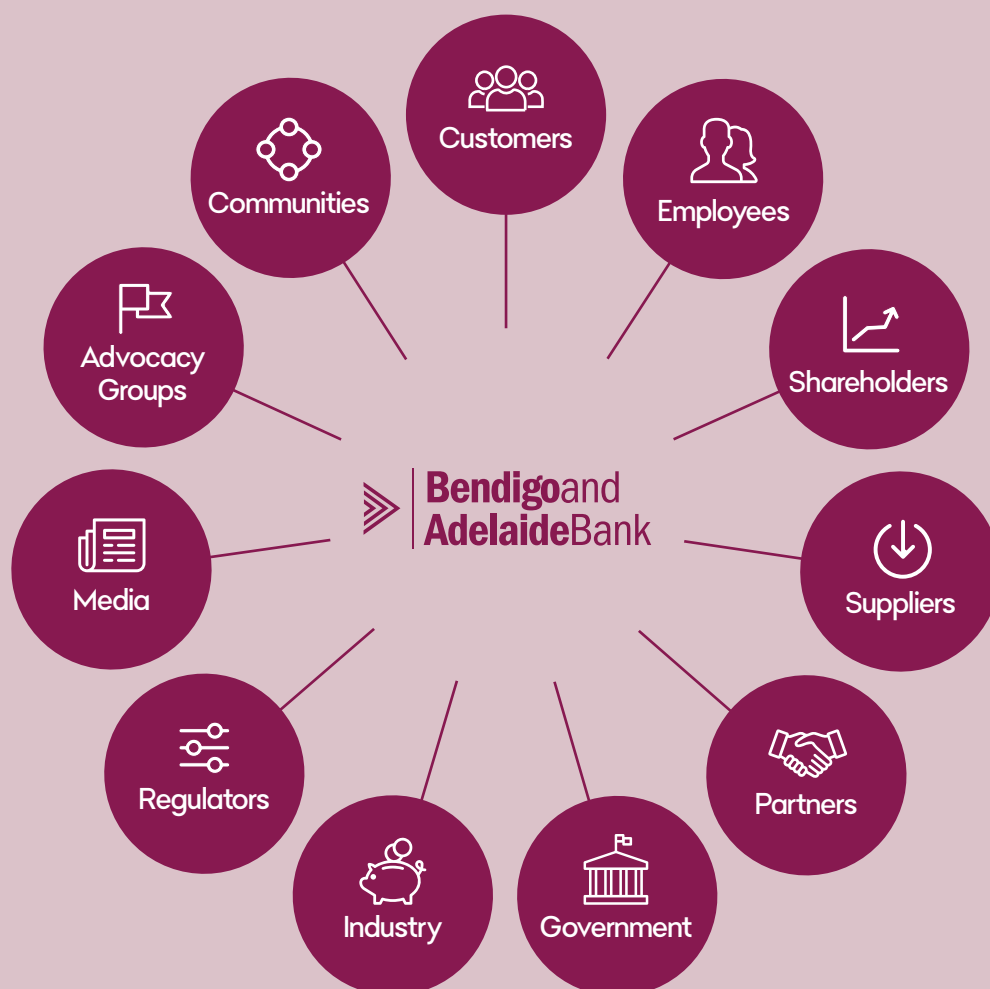 Customers
Employees
Shareholders
Suppliers
Partners
Government
Industry
Regulators
Media
Advocacy
Groups
Communities
Bendigoand
AdelaideBank